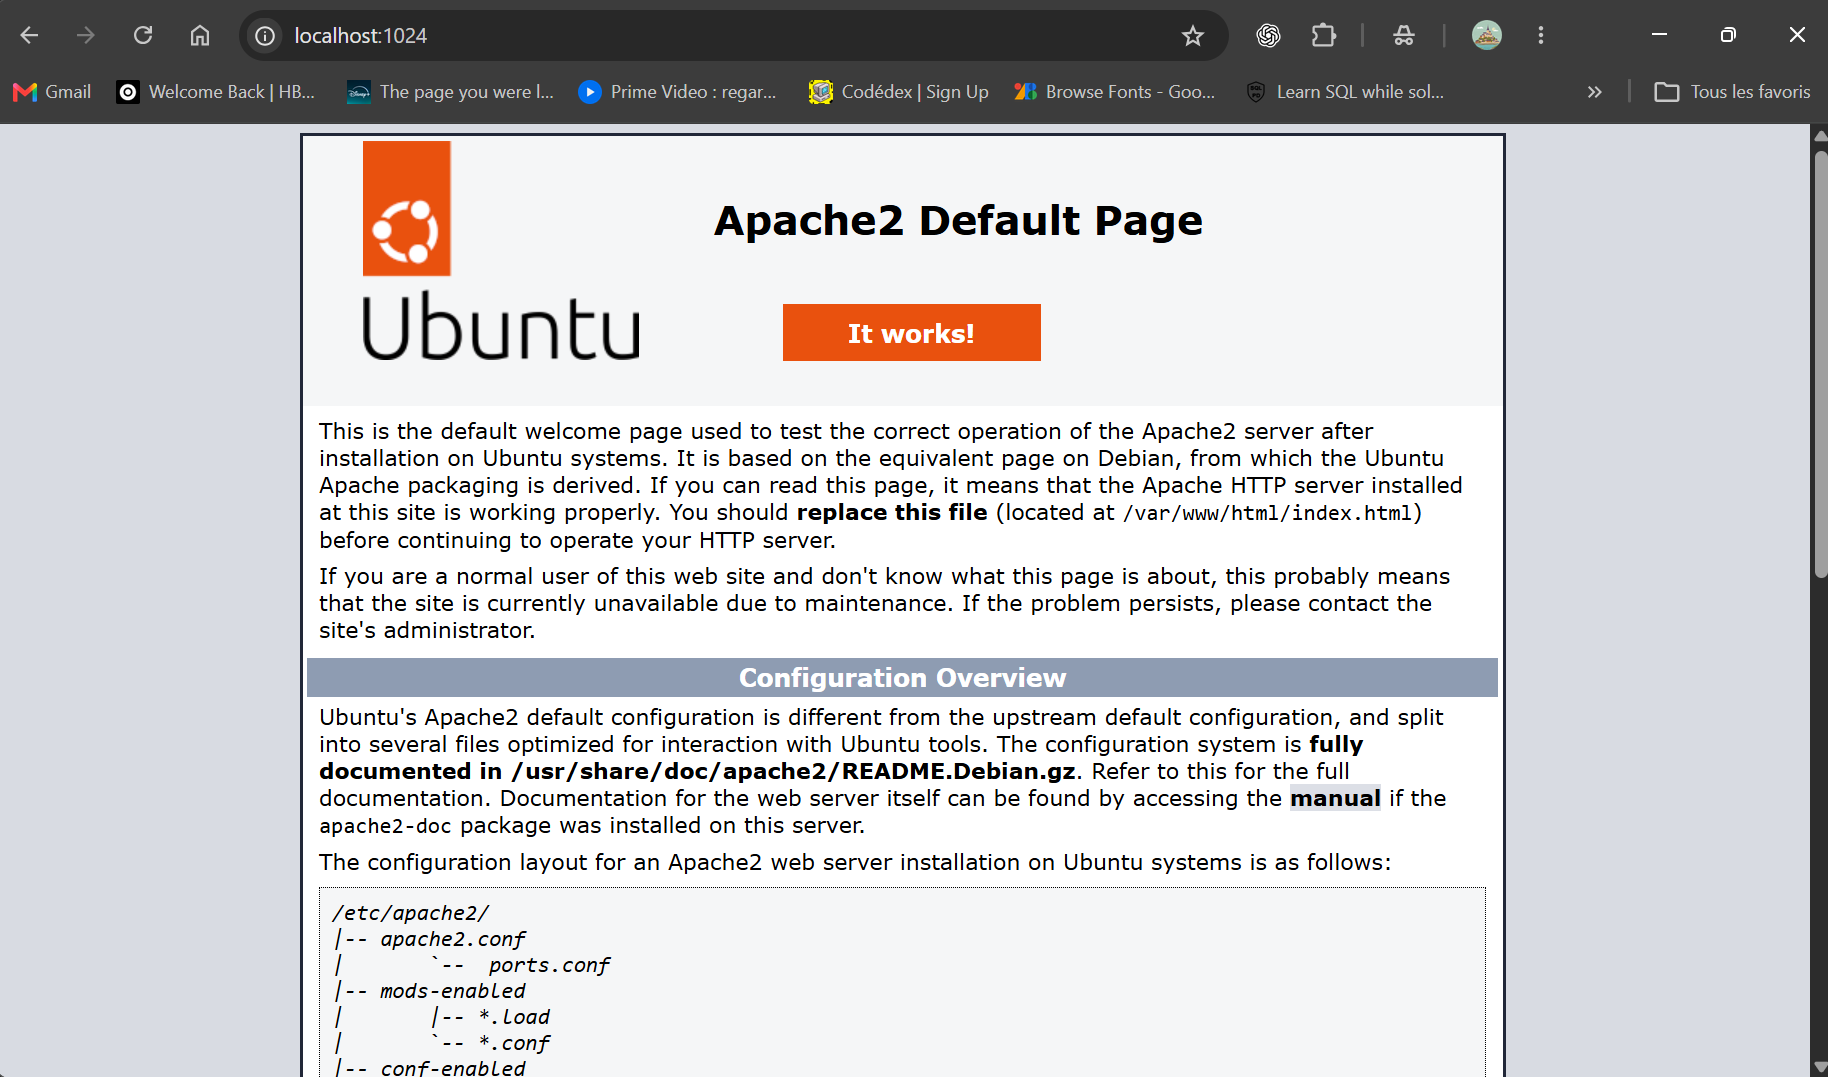 localhost:1024
Gmail
Welcome Back | HB...
Disney+
The page you were l...
Prime Video : regar...
Codédex | Sign Up
Browse Fonts - Goo...
Learn SQL while sol...
Tous les favoris
Ubuntu
Apache2 Default Page
It works!
This is the default welcome page used to test the correct operation of the Apache2 server after
installation on Ubuntu systems. It is based on the equivalent page on Debian, from which the Ubuntu
Apache packaging is derived. If you can read this page, it means that the Apache HTTP server installed
at this site is working properly. You should replace this file (located at /var/www/html/index.html)
before continuing to operate your HTTP server.
If you are a normal user of this web site and don't know what this page is about, this probably means
that the site is currently unavailable due to maintenance. If the problem persists, please contact the
site's administrator.
Configuration Overview
Ubuntu's Apache2 default configuration is different from the upstream default configuration, and split
into several files optimized for interaction with Ubuntu tools. The configuration system is fully
documented in /usr/share/doc/apache2/README.Debian.gz. Refer to this for the full
documentation. Documentation for the web server itself can be found by accessing the manual if the
apache2-doc package was installed on this server.
The configuration layout for an Apache2 web server installation on Ubuntu systems is as follows:
/etc/apache2/
|-- apache2.conf
|       `--  ports.conf
|-- mods-enabled
|       |-- *.load
|       `-- *.conf
|-- conf-enabled